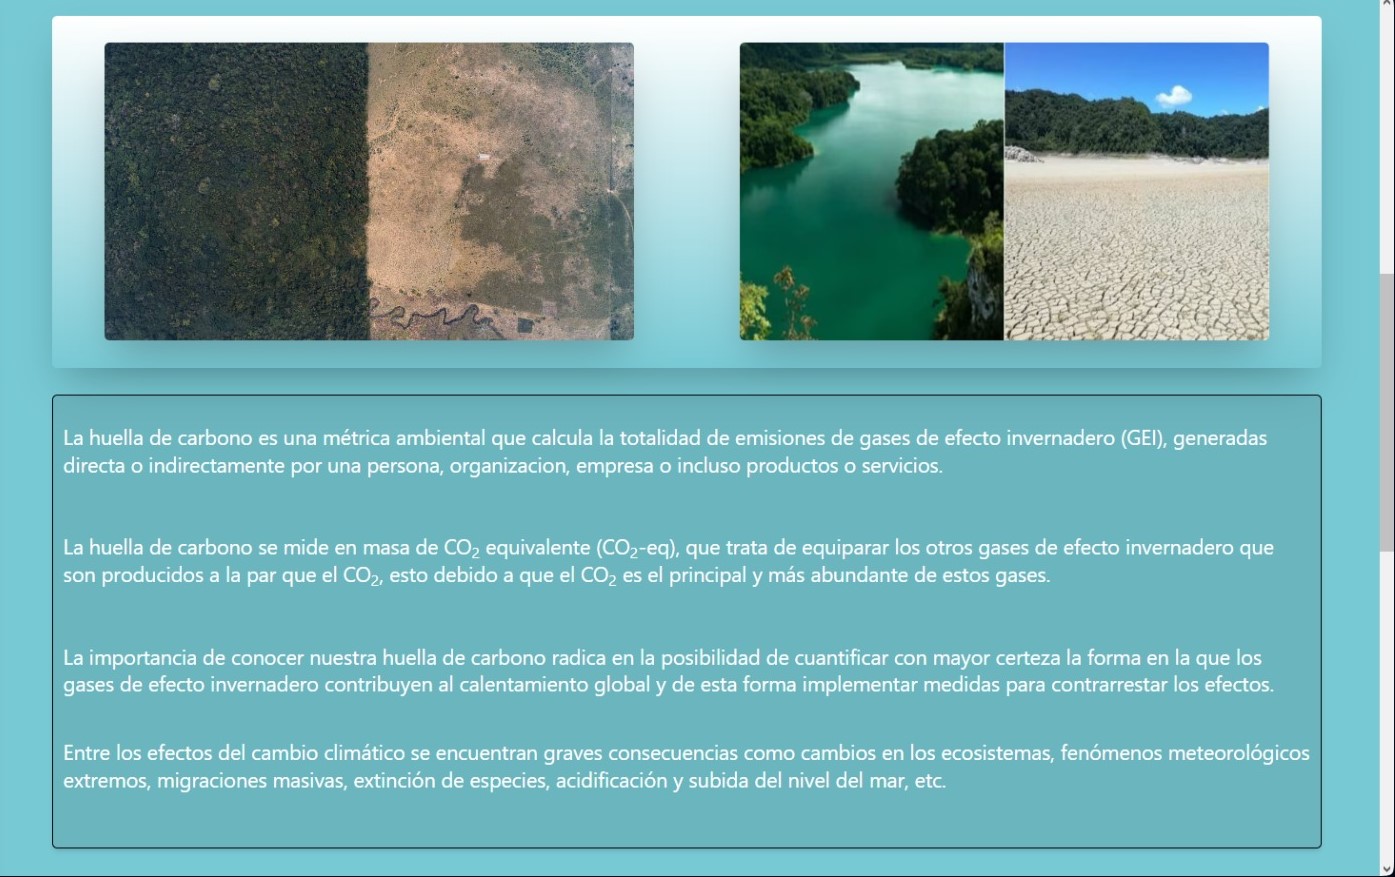 La huella de carbono es una métrica ambiental que calcula la totalidad de emisiones de gases de efecto invernadero (GEI), generadas
directa o indirectamente por una persona, organizacion, empresa o incluso productos o servicios.
La huella de carbono se mide en masa de CO₂ equivalente (CO₂-eq), que trata de equiparar los otros gases de efecto invernadero que
son producidos a la par que el CO₂, esto debido a que el CO₂ es el principal y más abundante de estos gases.
La importancia de conocer nuestra huella de carbono radica en la posibilidad de cuantificar con mayor certeza la forma en la que los
gases de efecto invernadero contribuyen al calentamiento global y de esta forma implementar medidas para contrarrestar los efectos.
Entre los efectos del cambio climático se encuentran graves consecuencias como cambios en los ecosistemas, fenómenos meteorológicos
extremos, migraciones masivas, extinción de especies, acidificación y subida del nivel del mar, etc.